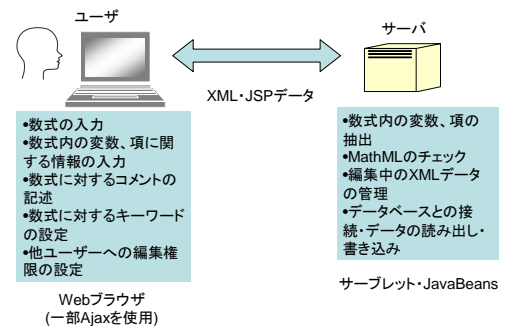 ユーザ
サーバ
XML・JSPデータ
•数式の入力
•数式内の変数、項に関
する情報の入力
•数式に対するコメントの
記述
•数式に対するキーワード
の設定
•他ユーザーへの編集権
限の設定
•数式内の変数、項の
抽出
•MathMLのチェック
•編集中のXMLデータ
の管理
•データベースとの接
続・データの読み出し・
書き込み
Webブラウザ
(一部Ajaxを使用)
サーブレット・JavaBeans